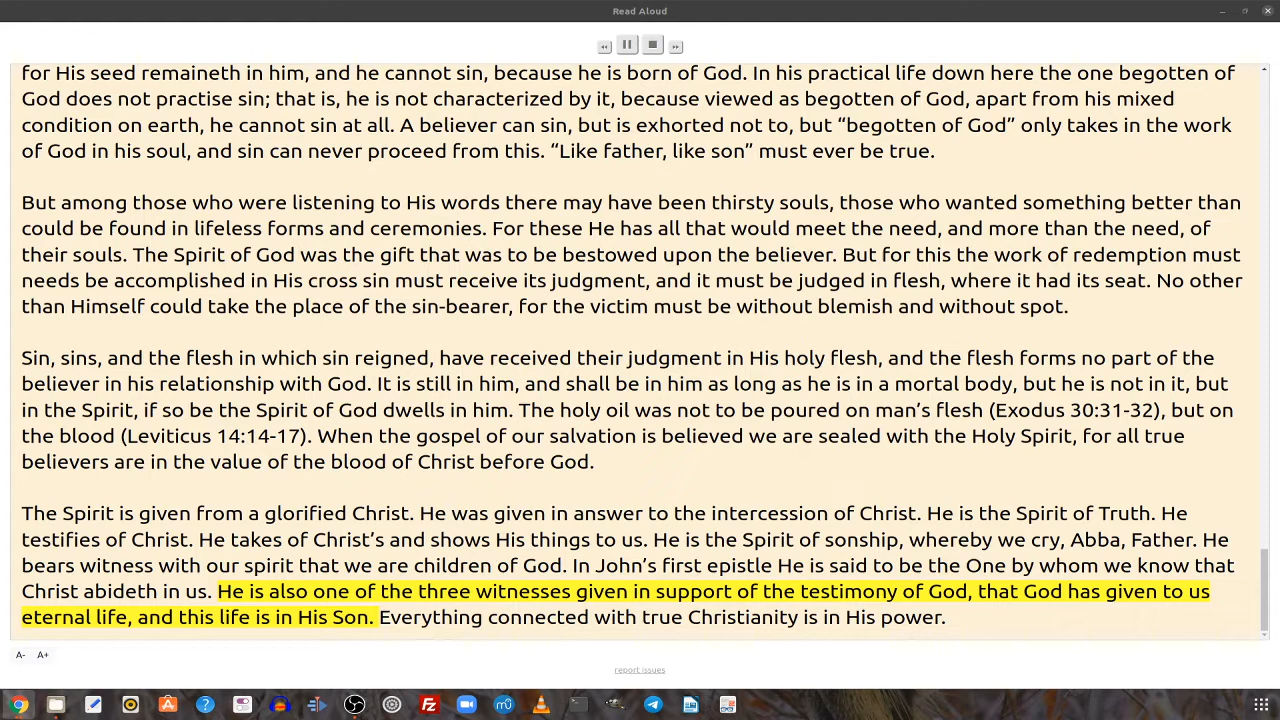 Read Aloud
for His seed remaineth in him, and he cannot sin, because he is born of God. In his practical life down here the one begotten of
God does not practise sin; that is, he is not characterized by it, because viewed as begotten of God, apart from his mixed
condition on earth, he cannot sin at all. A believer can sin, but is exhorted not to, but “begotten of God” only takes in the work
of God in his soul, and sin can never proceed from this. “Like father, like son” must ever be true.
But among those who were listening to His words there may have been thirsty souls, those who wanted something better than
could be found in lifeless forms and ceremonies. For these He has all that would meet the need, and more than the need, of
their souls. The Spirit of God was the gift that was to be bestowed upon the believer. But for this the work of redemption must
needs be accomplished in His cross sin must receive its judgment, and it must be judged in flesh, where it had its seat. No other
than Himself could take the place of the sin-bearer, for the victim must be without blemish and without spot.
Sin, sins, and the flesh in which sin reigned, have received their judgment in His holy flesh, and the flesh forms no part of the
believer in his relationship with God. It is still in him, and shall be in him as long as he is in a mortal body, but he is not in it, but
in the Spirit, if so be the Spirit of God dwells in him. The holy oil was not to be poured on man’s flesh (Exodus 30:31-32), but on
the blood (Leviticus 14:14-17). When the gospel of our salvation is believed we are sealed with the Holy Spirit, for all true
believers are in the value of the blood of Christ before God.
The Spirit is given from a glorified Christ. He was given in answer to the intercession of Christ. He is the Spirit of Truth. He
testifies of Christ. He takes of Christ’s and shows His things to us. He is the Spirit of sonship, whereby we cry, Abba, Father. He
bears witness with our spirit that we are children of God. In John’s first epistle He is said to be the One by whom we know that
Christ abideth in us. He is also one of the three witnesses given in support of the testimony of God, that God has given to us
eternal life, and this life is in His Son. Everything connected with true Christianity is in His power.
A- A+
report issues